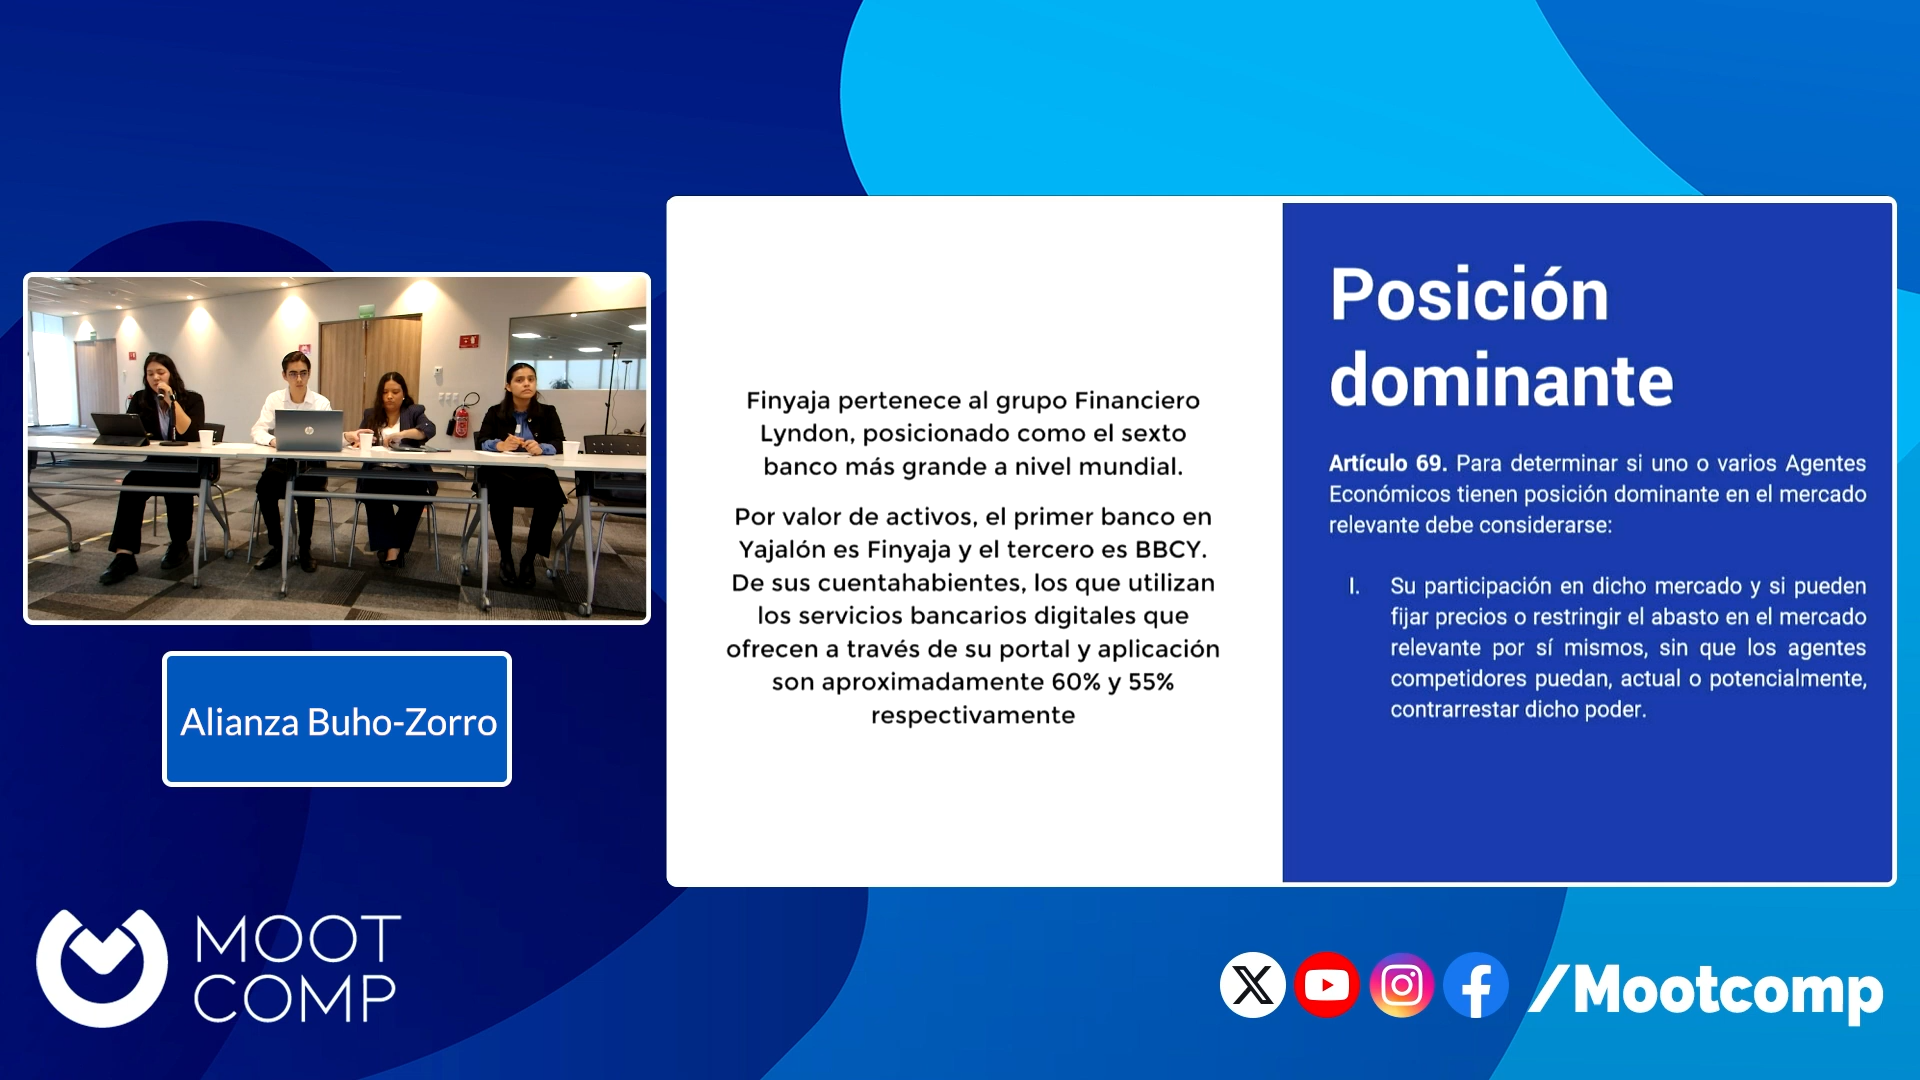 Finyaja pertenece al grupo Financiero
Lyndon, posicionado como el sexto
banco más grande a nivel mundial.
Por valor de activos, el primer banco en
Yajalón es Finyaja y el tercero es BBCY.
De sus cuentahabientes, los que utilizan
los servicios bancarios digitales que
ofrecen a través de su portal y aplicación
son aproximadamente 60% y 55%
respectivamente
Posición
dominante
Artículo 69. Para determinar si uno o varios Agentes
Económicos tienen posición dominante en el mercado
relevante debe considerarse:
I. Su participación en dicho mercado y si pueden
fijar precios o restringir el abasto en el mercado
relevante por sí mismos, sin que los agentes
competidores puedan, actual o potencialmente,
contrarrestar dicho poder.
Alianza Buho-Zorro
MOOT
COMP
/Mootcomp